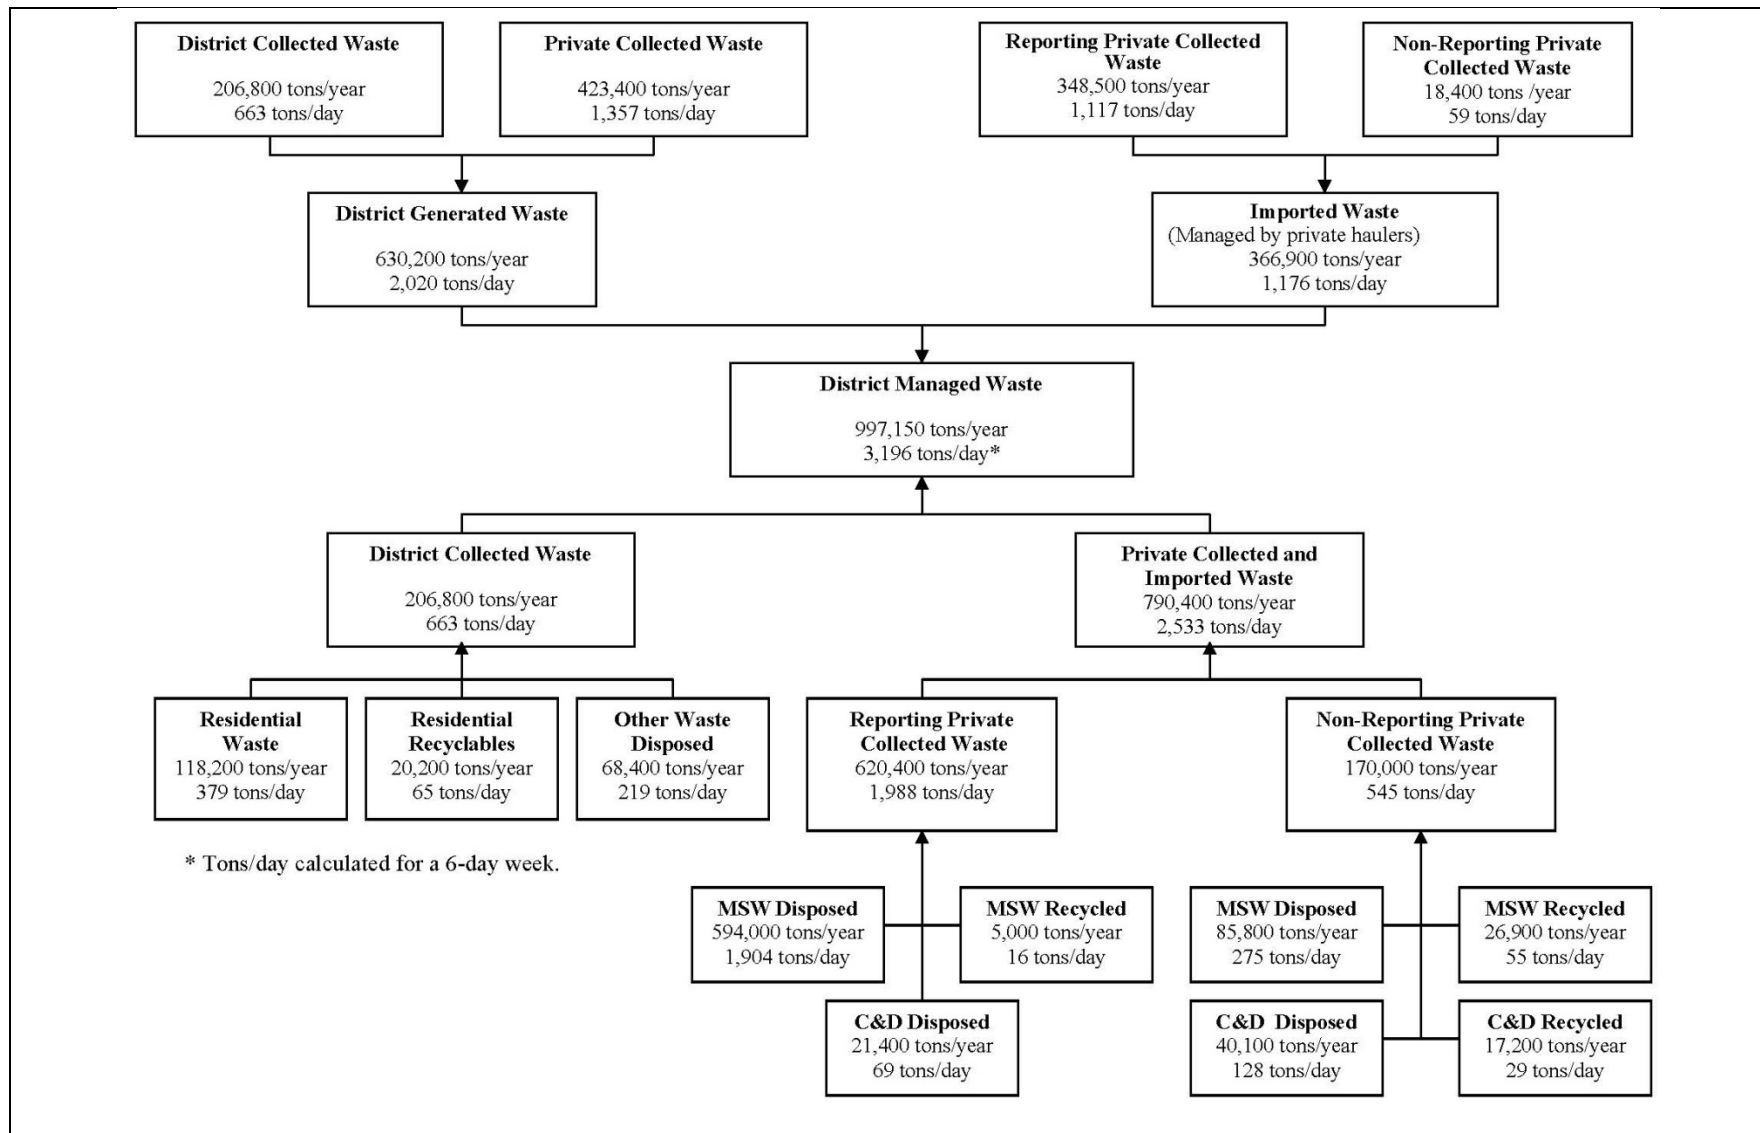 District Collected Waste
206,800 tons/year
663 tons/day
Private Collected Waste
423,400 tons/year
1,357 tons/day
Reporting Private Collected
Waste
348,500 tons/year
1,117 tons/day
Non-Reporting Private
Collected Waste
18,400 tons /year
59 tons/day
District Generated Waste
630,200 tons/year
2,020 tons/day
Imported Waste
(Managed by private haulers)
366,900 tons/year
1,176 tons/day
District Managed Waste
997,150 tons/year
3,196 tons/day*
District Collected Waste
206,800 tons/year
663 tons/day
Private Collected and
Imported Waste
790,400 tons/year
2,533 tons/day
Residential
Waste
118,200 tons/year
379 tons/day
Residential
Recyclables
20,200 tons/year
65 tons/day
Other Waste
Disposed
68,400 tons/year
219 tons/day
Reporting Private
Collected Waste
620,400 tons/year
1,988 tons/day
Non-Reporting Private
Collected Waste
170,000 tons/year
545 tons/day
* Tons/day calculated for a 6-day week.
MSW Disposed
594,000 tons/year
1,904 tons/day
MSW Recycled
5,000 tons/year
16 tons/day
MSW Disposed
85,800 tons/year
275 tons/day
MSW Recycled
26,900 tons/year
55 tons/day
C&D Disposed
21,400 tons/year
69 tons/day
C&D Disposed
40,100 tons/year
128 tons/day
C&D Recycled
17,200 tons/year
29 tons/day